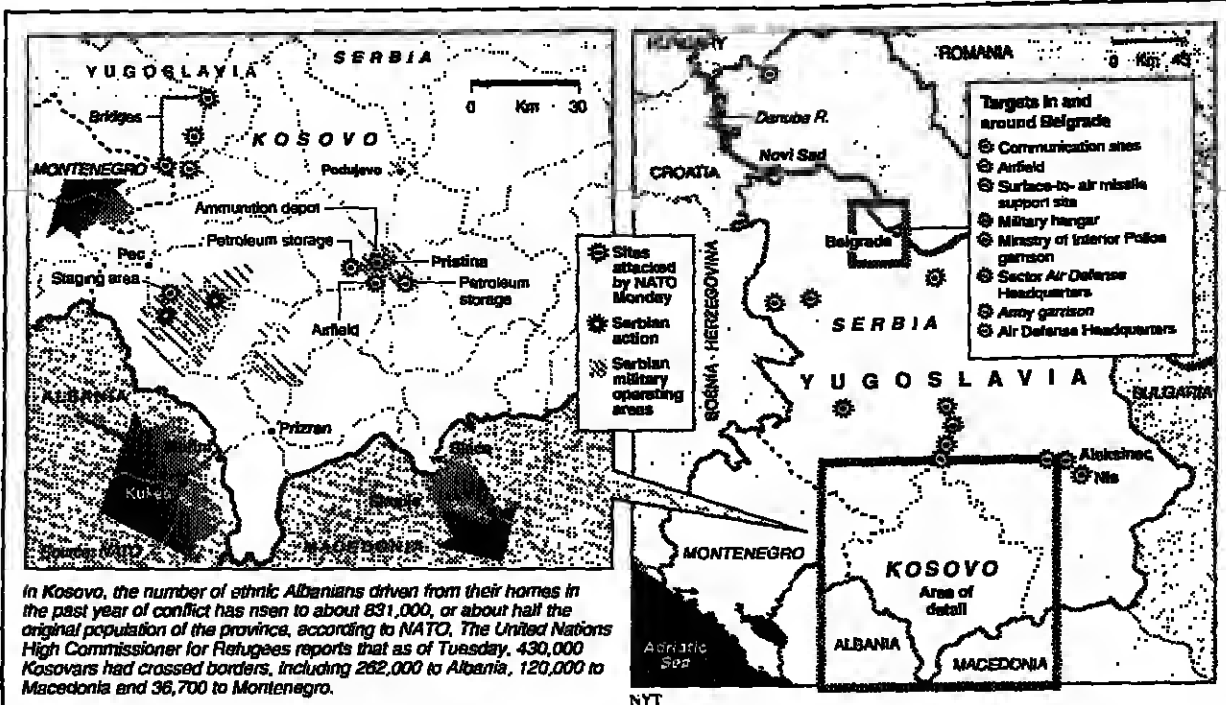 YUGOSLAVIA
SERBIA
0 Km 30
Bridges
KOSOVO
MONTENEGRO
Podujevo
Ammunition depot
Petroleum storage
Pristina
Pec
Staging area
Petroleum
storage
Airfield
ALBANIA
Prizran
Kukes
MACEDONIA
Source: NATO
Sites
attacked
by NATO
Monday
Serbian
action
Serbian
military
operating
areas
HUNGARY
ROMANIA
0 Km 45
Danube R.
Novi Sad
CROATIA
Belgrade
BOSNIA-HERZEGOVINA
SERBIA
YUGOSLAVIA
BULGARIA
Aleksinac
Nis
MONTENEGRO
KOSOVO
Area of
detail
Adriatic
Sea
ALBANIA
MACEDONIA
Targets in and
around Belgrade
Communication sites
Airfield
Surface-to-air missile
support site
Military hangar
Ministry of Interior Police
garrison
Sector Air Defense
Headquarters
Army garrison
Air Defense Headquarters
In Kosovo, the number of ethnic Albanians driven from their homes in
the past year of conflict has risen to about 831,000, or about half the
original population of the province, according to NATO, The United Nations
High Commissioner for Refugees reports that as of Tuesday, 430,000
Kosovars had crossed borders, including 262,000 to Albania, 120,000 to
Macedonia and 36,700 to Montenegro.
NYT